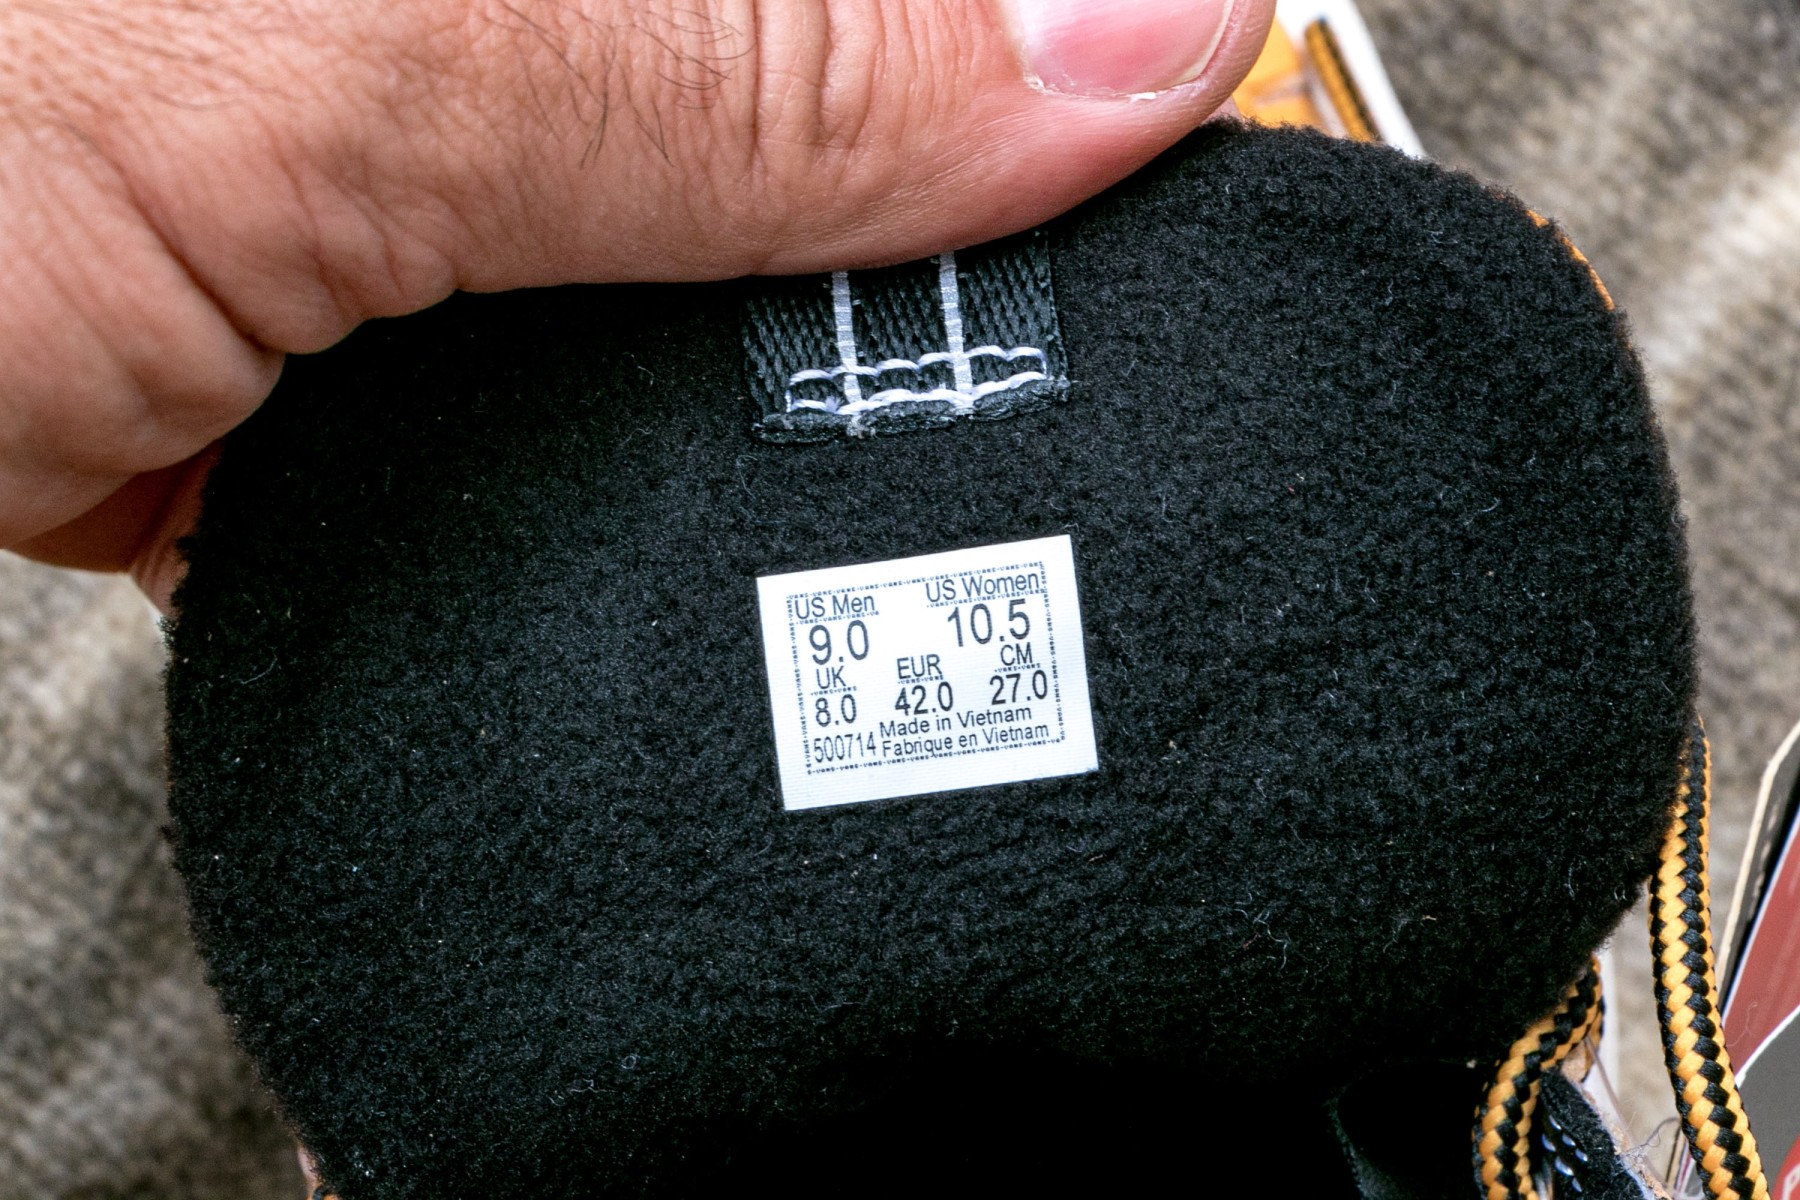 US Men US Women
9.0 10.5
UK EUR CM
8.0 42.0 27.0
Made in Vietnam
500714 Fabrique en Vietnam